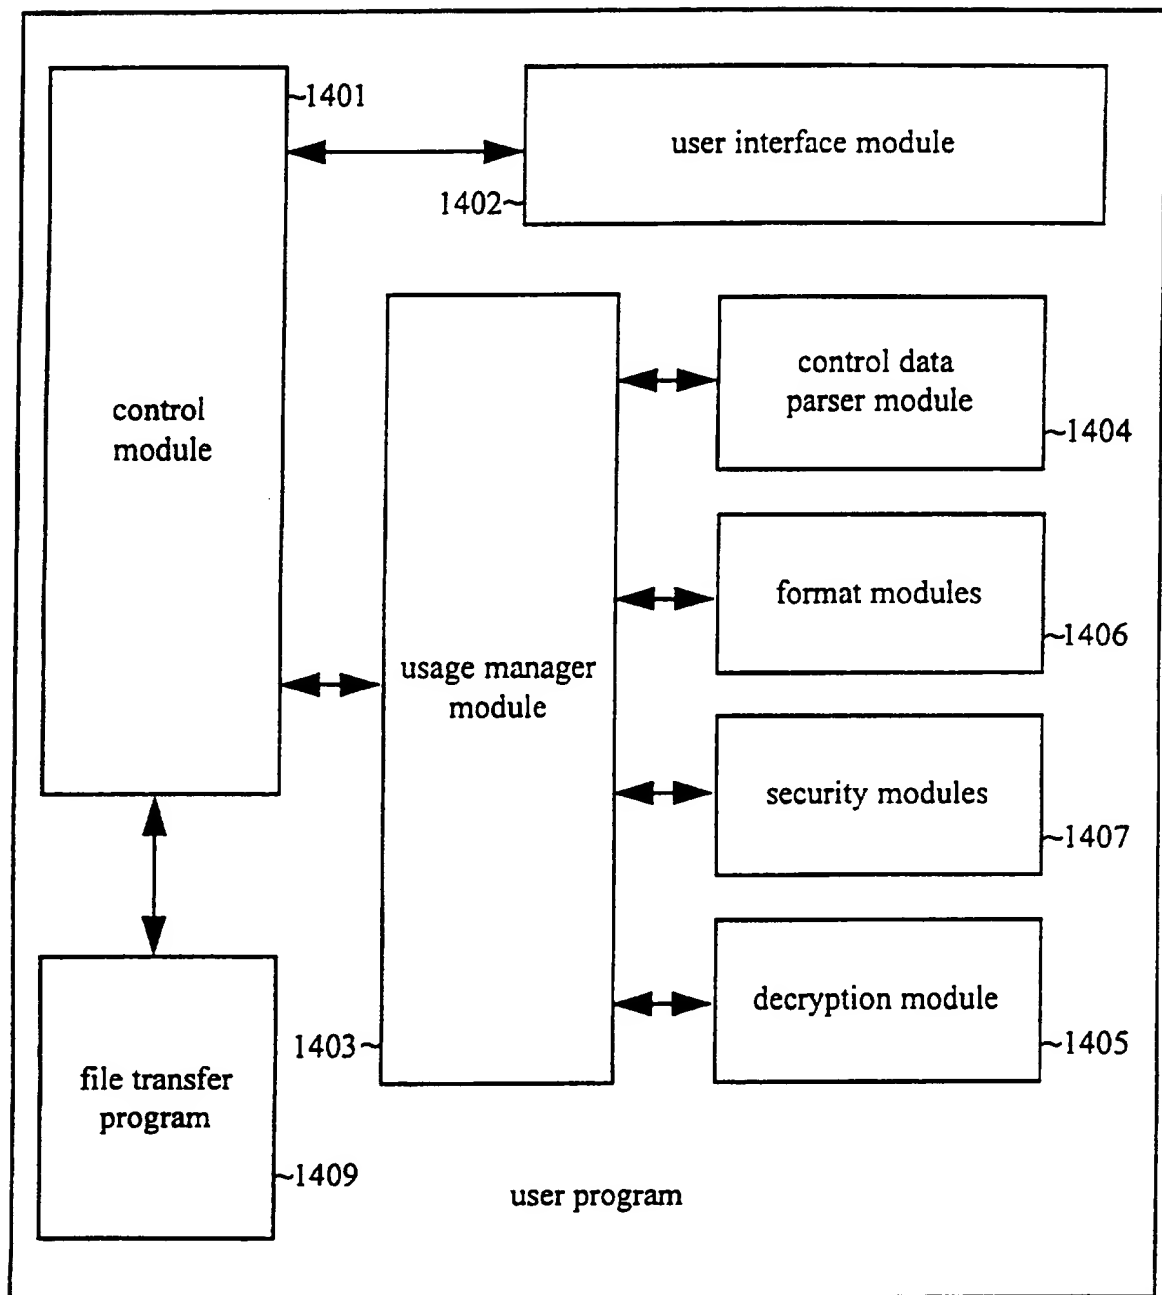 1401
user interface module
1402
control data
parser module
1404
control
module
format modules
1406
usage manager
module
security modules
1407
decryption module
1403
1405
file transfer
program
1409
user program